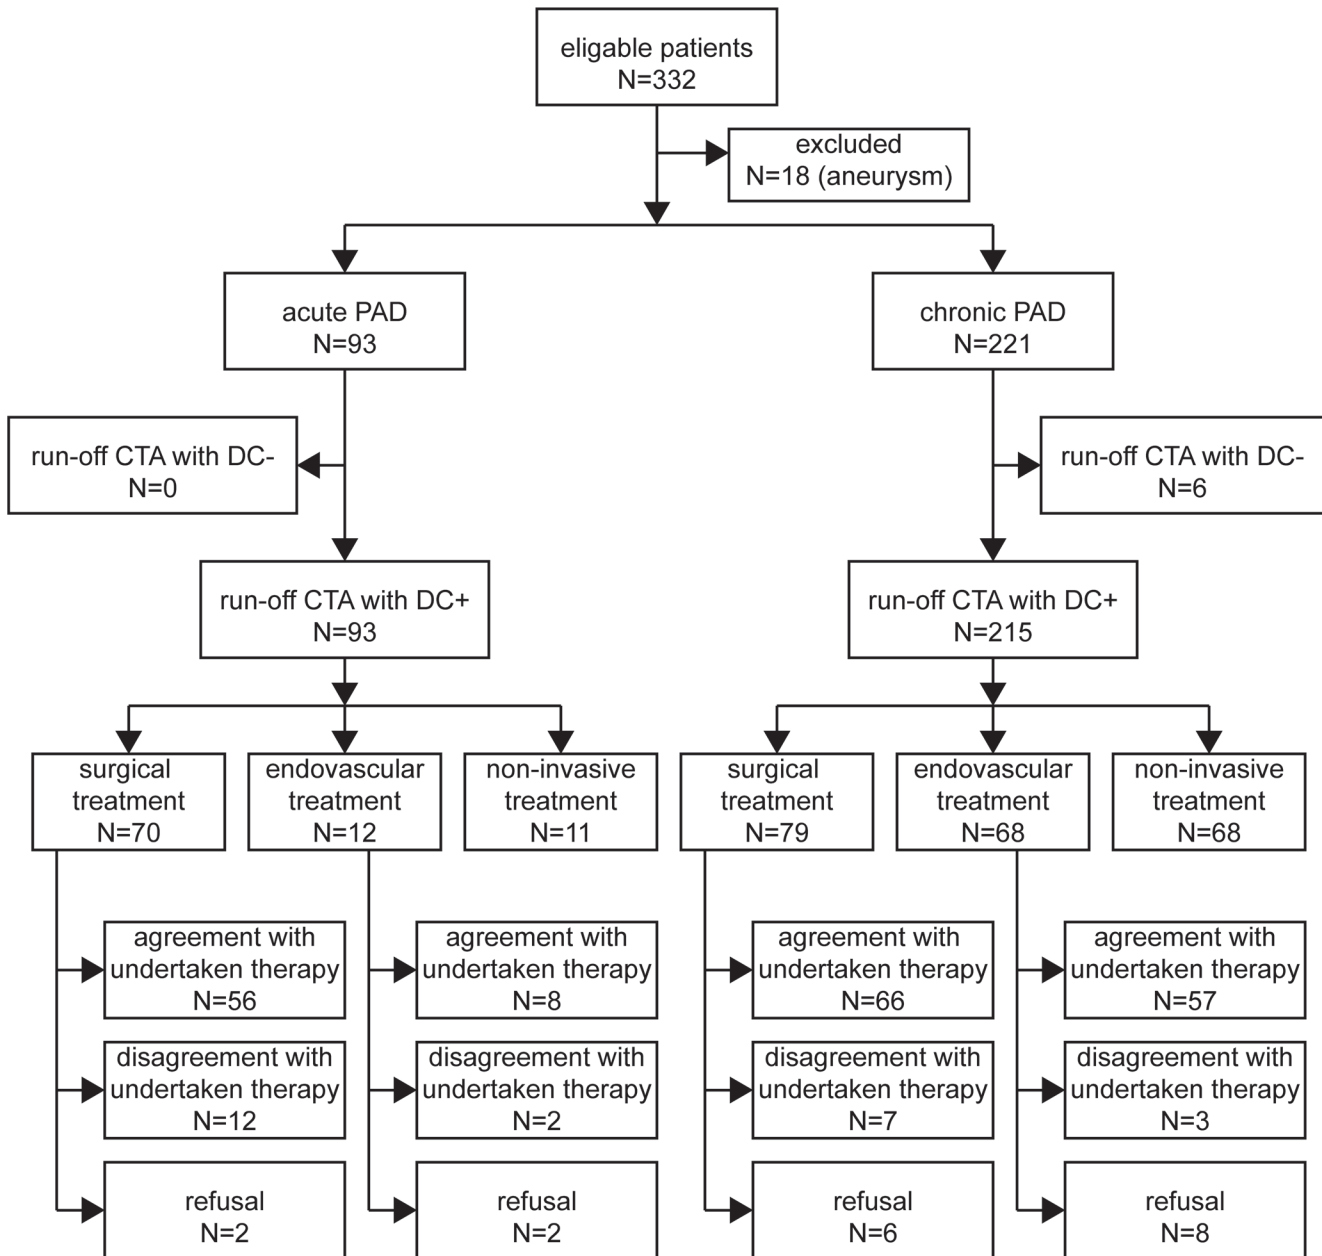 eligable patients
N=332
excluded
N=18 (aneurysm)
acute PAD
N=93
chronic PAD
N=221
run-off CTA with DC-
N=0
run-off CTA with DC-
N=6
run-off CTA with DC+
N=93
run-off CTA with DC+
N=215
surgical
treatment
N=70
endovascular
treatment
N=12
non-invasive
treatment
N=11
surgical
treatment
N=79
endovascular
treatment
N=68
non-invasive
treatment
N=68
agreement with
undertaken therapy
N=56
agreement with
undertaken therapy
N=8
agreement with
undertaken therapy
N=66
agreement with
undertaken therapy
N=57
disagreement with
undertaken therapy
N=12
disagreement with
undertaken therapy
N=2
disagreement with
undertaken therapy
N=7
disagreement with
undertaken therapy
N=3
refusal
N=2
refusal
N=2
refusal
N=6
refusal
N=8